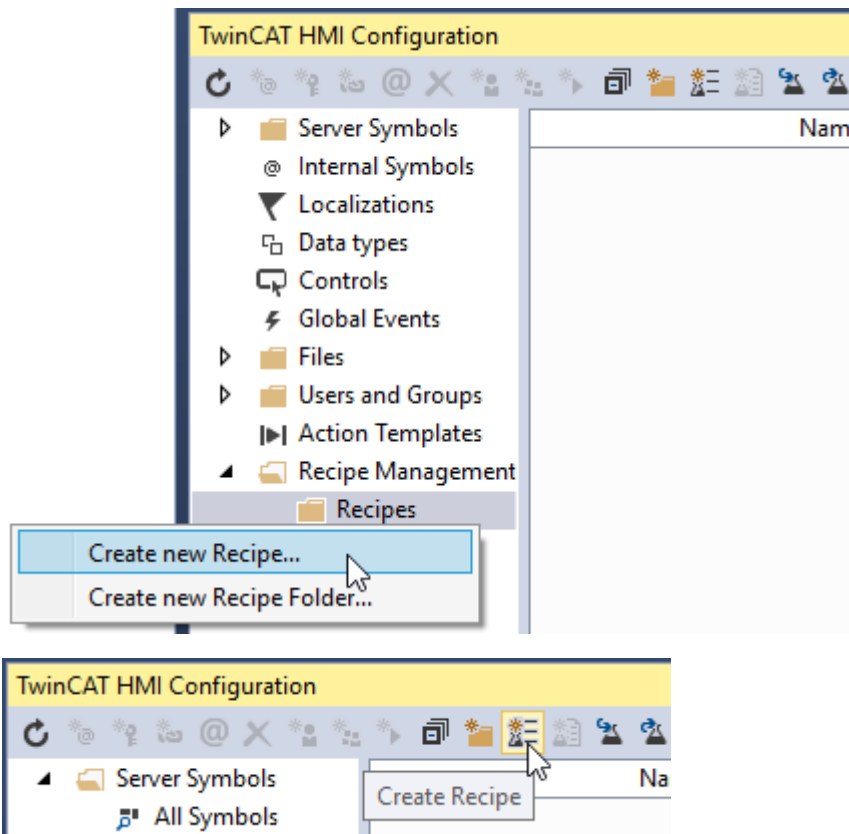 TwinCAT HMI Configuration
Server Symbols
Nam
@ Internal Symbols
Localizations
Data types
Controls
Global Events
Files
Users and Groups
Action Templates
Recipe Management
Recipes
Create new Recipe...
Create new Recipe Folder...
TwinCAT HMI Configuration
Server Symbols
Na
Create Recipe
All Symbols